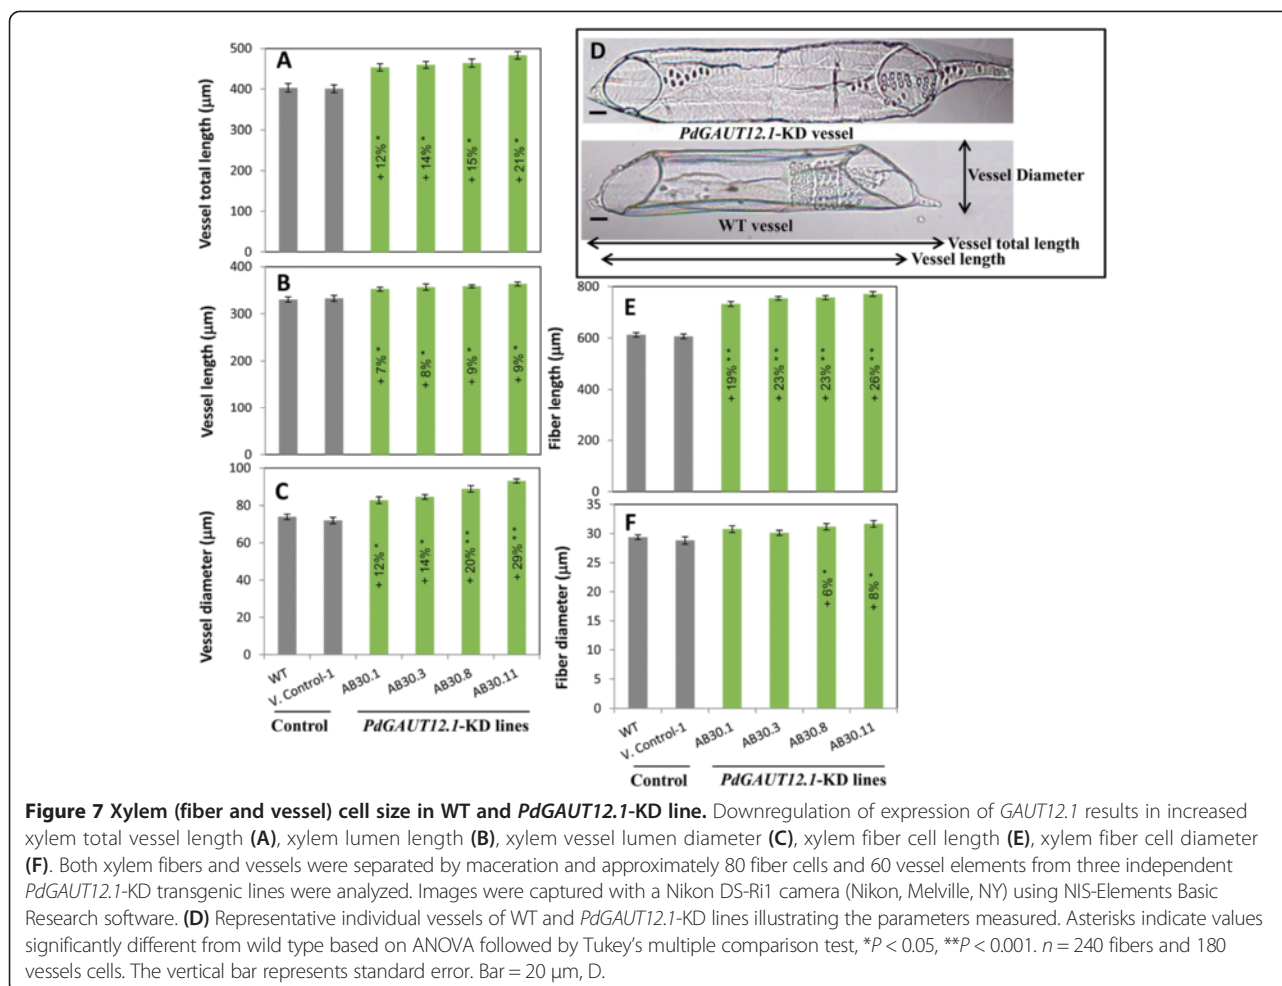 A
Vessel total length (µm)
500
400
300
200
100
0
+ 12% *
+ 14% *
+ 15% *
+ 21% *
B
Vessel length (µm)
400
300
200
100
0
+ 7% *
+ 8% *
+ 9% *
+ 9% *
C
Vessel diameter (µm)
100
80
60
40
20
0
+ 12% *
+ 14% *
+ 20% **
+ 29% **
WT
V. Control-1
AB30.1
AB30.3
AB30.8
AB30.11
Control
PdGAUT12.1-KD lines
D
PdGAUT12.1-KD vessel
Vessel Diameter
WT vessel
Vessel total length
Vessel length
E
Fiber length (µm)
800
600
400
200
0
+ 19% **
+ 23% **
+ 23% **
+ 26% **
F
Fiber diameter (µm)
35
30
25
20
15
10
5
0
+ 6% *
+ 8% *
WT
V. Control-1
AB30.1
AB30.3
AB30.8
AB30.11
Control
PdGAUT12.1-KD lines
Figure 7 Xylem (fiber and vessel) cell size in WT and PdGAUT12.1-KD line. Downregulation of expression of GAUT12.1 results in increased
xylem total vessel length (A), xylem lumen length (B), xylem vessel lumen diameter (C), xylem fiber cell length (E), xylem fiber cell diameter
(F). Both xylem fibers and vessels were separated by maceration and approximately 80 fiber cells and 60 vessel elements from three independent
PdGAUT12.1-KD transgenic lines were analyzed. Images were captured with a Nikon DS-Ri1 camera (Nikon, Melville, NY) using NIS-Elements Basic
Research software. (D) Representative individual vessels of WT and PdGAUT12.1-KD lines illustrating the parameters measured. Asterisks indicate values
significantly different from wild type based on ANOVA followed by Tukey's multiple comparison test, *P < 0.05, **P < 0.001. n = 240 fibers and 180
vessels cells. The vertical bar represents standard error. Bar = 20 µm, D.